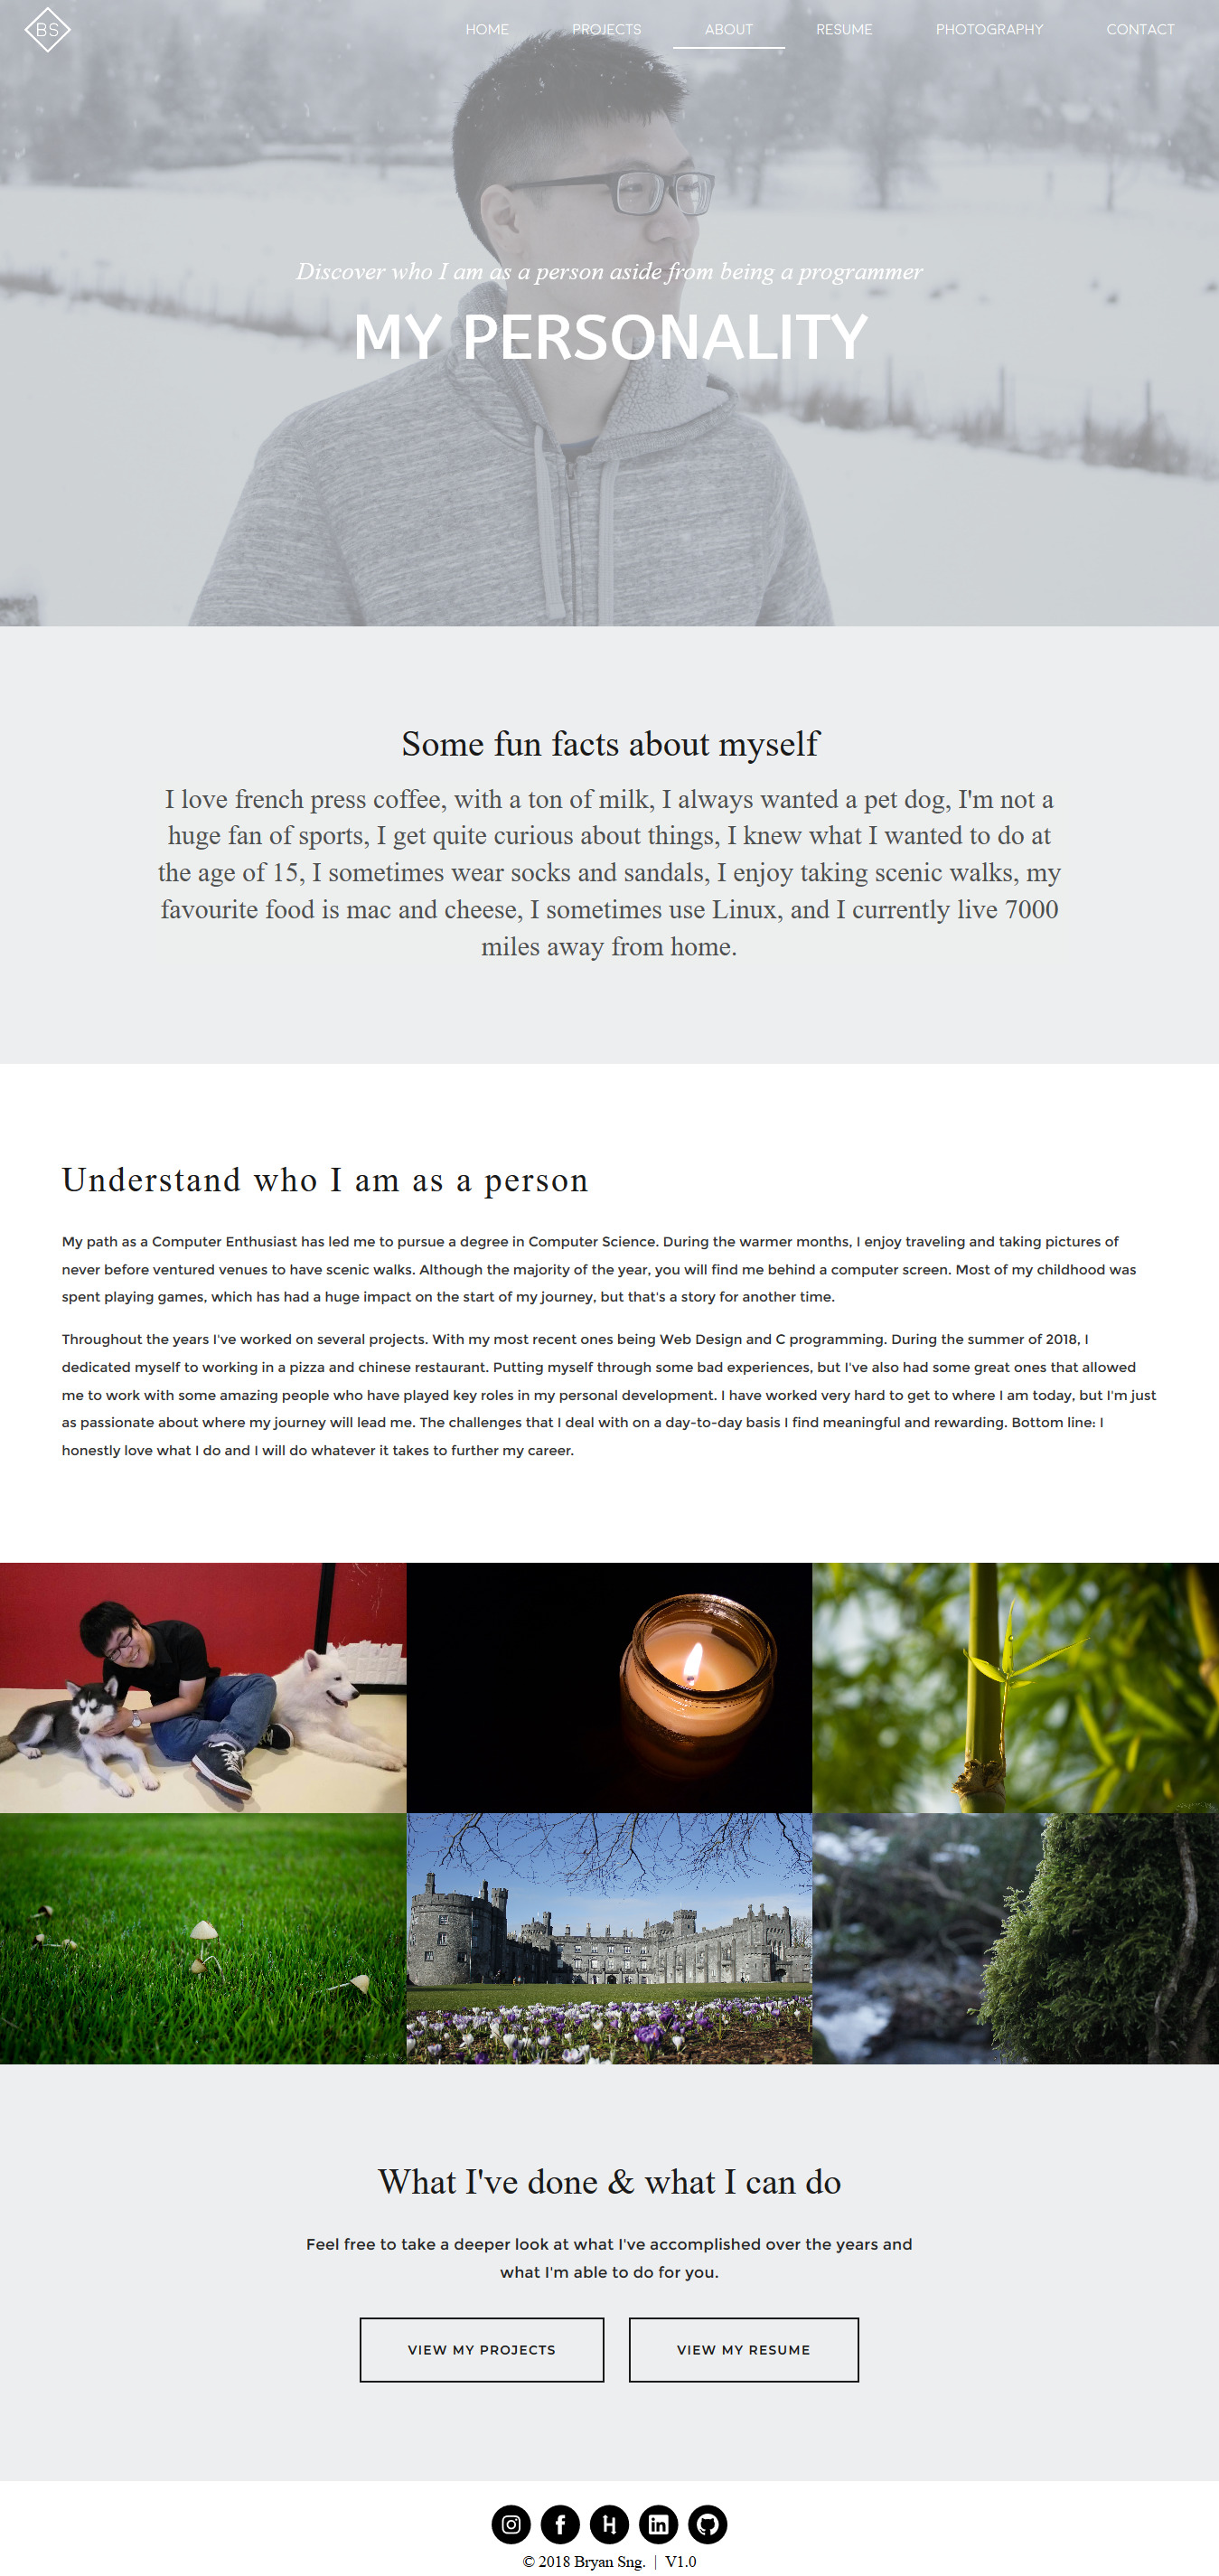 BS
HOME PROJECTS ABOUT RESUME PHOTOGRAPHY CONTACT
Discover who I am as a person aside from being a programmer
MY PERSONALITY
Some fun facts about myself
I love french press coffee, with a ton of milk, I always wanted a pet dog, I'm not a
huge fan of sports, I get quite curious about things, I knew what I wanted to do at
the age of 15, I sometimes wear socks and sandals, I enjoy taking scenic walks, my
favourite food is mac and cheese, I sometimes use Linux, and I currently live 7000
miles away from home.
Understand who I am as a person
My path as a Computer Enthusiast has led me to pursue a degree in Computer Science. During the warmer months, I enjoy traveling and taking pictures of
never before ventured venues to have scenic walks. Although the majority of the year, you will find me behind a computer screen. Most of my childhood was
spent playing games, which has had a huge impact on the start of my journey, but that's a story for another time.
Throughout the years I've worked on several projects. With my most recent ones being Web Design and C programming. During the summer of 2018, I
dedicated myself to working in a pizza and chinese restaurant. Putting myself through some bad experiences, but I've also had some great ones that allowed
me to work with some amazing people who have played key roles in my personal development. I have worked very hard to get to where I am today, but I'm just
as passionate about where my journey will lead me. The challenges that I deal with on a day-to-day basis I find meaningful and rewarding. Bottom line: I
honestly love what I do and I will do whatever it takes to further my career.
What I've done & what I can do
Feel free to take a deeper look at what I've accomplished over the years and
what I'm able to do for you.
VIEW MY PROJECTS VIEW MY RESUME
© 2018 Bryan Sng. | V1.0